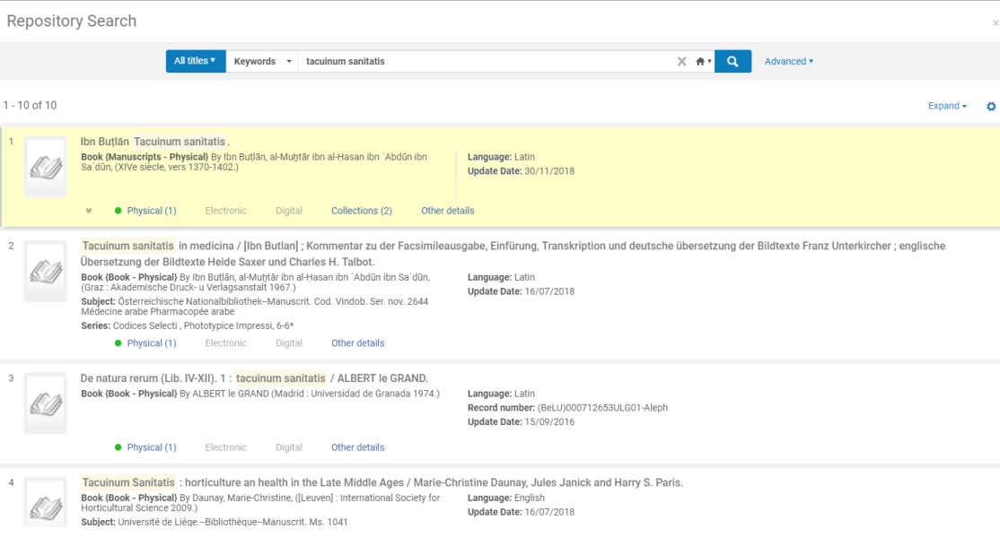 Repository Search ×
All titles ▾ Keywords ▾ tacuinum sanitatis Advanced ▾
1 - 10 of 10 Expand ▾
1 Ibn Buṭlān Tacuinum sanitatis .
Book {Manuscripts - Physical} By Ibn Buṭlān, al-Muẖtār ibn al-Ḥasan ibn ʿAbdūn ibn Language: Latin
Saʿdūn, (XIVe siècle, vers 1370-1402.) Update Date: 30/11/2018
Physical (1) Electronic Digital Collections (2) Other details
2 Tacuinum sanitatis in medicina / [Ibn Butlan] ; Kommentar zu der Facsimileausgabe, Einfürung, Transkription und deutsche übersetzung der Bildtexte Franz Unterkircher ; englische
Übersetzung der Bildtexte Heide Saxer und Charles H. Talbot.
Book {Book - Physical} By Ibn Buṭlān, al-Muẖtār ibn al-Ḥasan ibn ʿAbdūn ibn Saʿdūn, Language: Latin
(Graz : Akademische Druck- u Verlagsanstalt 1967.) Update Date: 16/07/2018
Subject: Österreichische Nationalbibliothek--Manuscrit. Cod. Vindob. Ser. nov. 2644
Médecine arabe Pharmacopée arabe
Series: Codices Selecti , Phototypice Impressi, 6-6*
Physical (1) Electronic Digital Other details
3 De natura rerum (Lib. IV-XII). 1 : tacuinum sanitatis / ALBERT le GRAND.
Book {Book - Physical} By ALBERT le GRAND (Madrid : Universidad de Granada 1974.) Language: Latin
Record number: (BeLU)000712653ULG01-Aleph
Update Date: 15/09/2016
Physical (1) Electronic Digital Other details
4 Tacuinum Sanitatis : horticulture an health in the Late Middle Ages / Marie-Christine Daunay, Jules Janick and Harry S. Paris.
Book {Book - Physical} By Daunay, Marie-Christine, ([Leuven] : International Society for Language: English
Horticultural Science 2009.) Update Date: 16/07/2018
Subject: Université de Liège.--Bibliothèque--Manuscrit. Ms. 1041